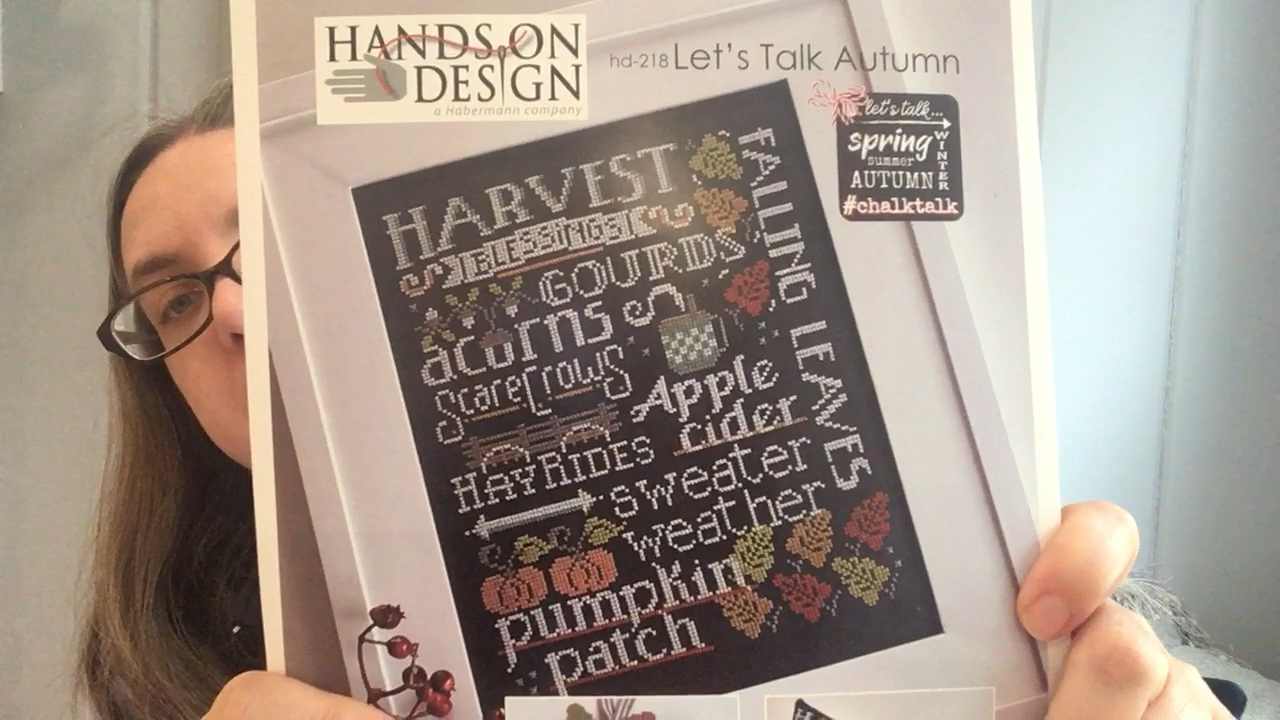 HANDS ON
DESIGN
a Habermann company
hd-218 Let's Talk Autumn
let's talk...
spring
summer
AUTUMN
WINTER
#chalktalk
HARVEST
BLESSINGS
GOURDS
acorns
Scarecrows
Apple
cider
HAYRIDES
sweater
weather
pumpkin
patch
FALLING LEAVES